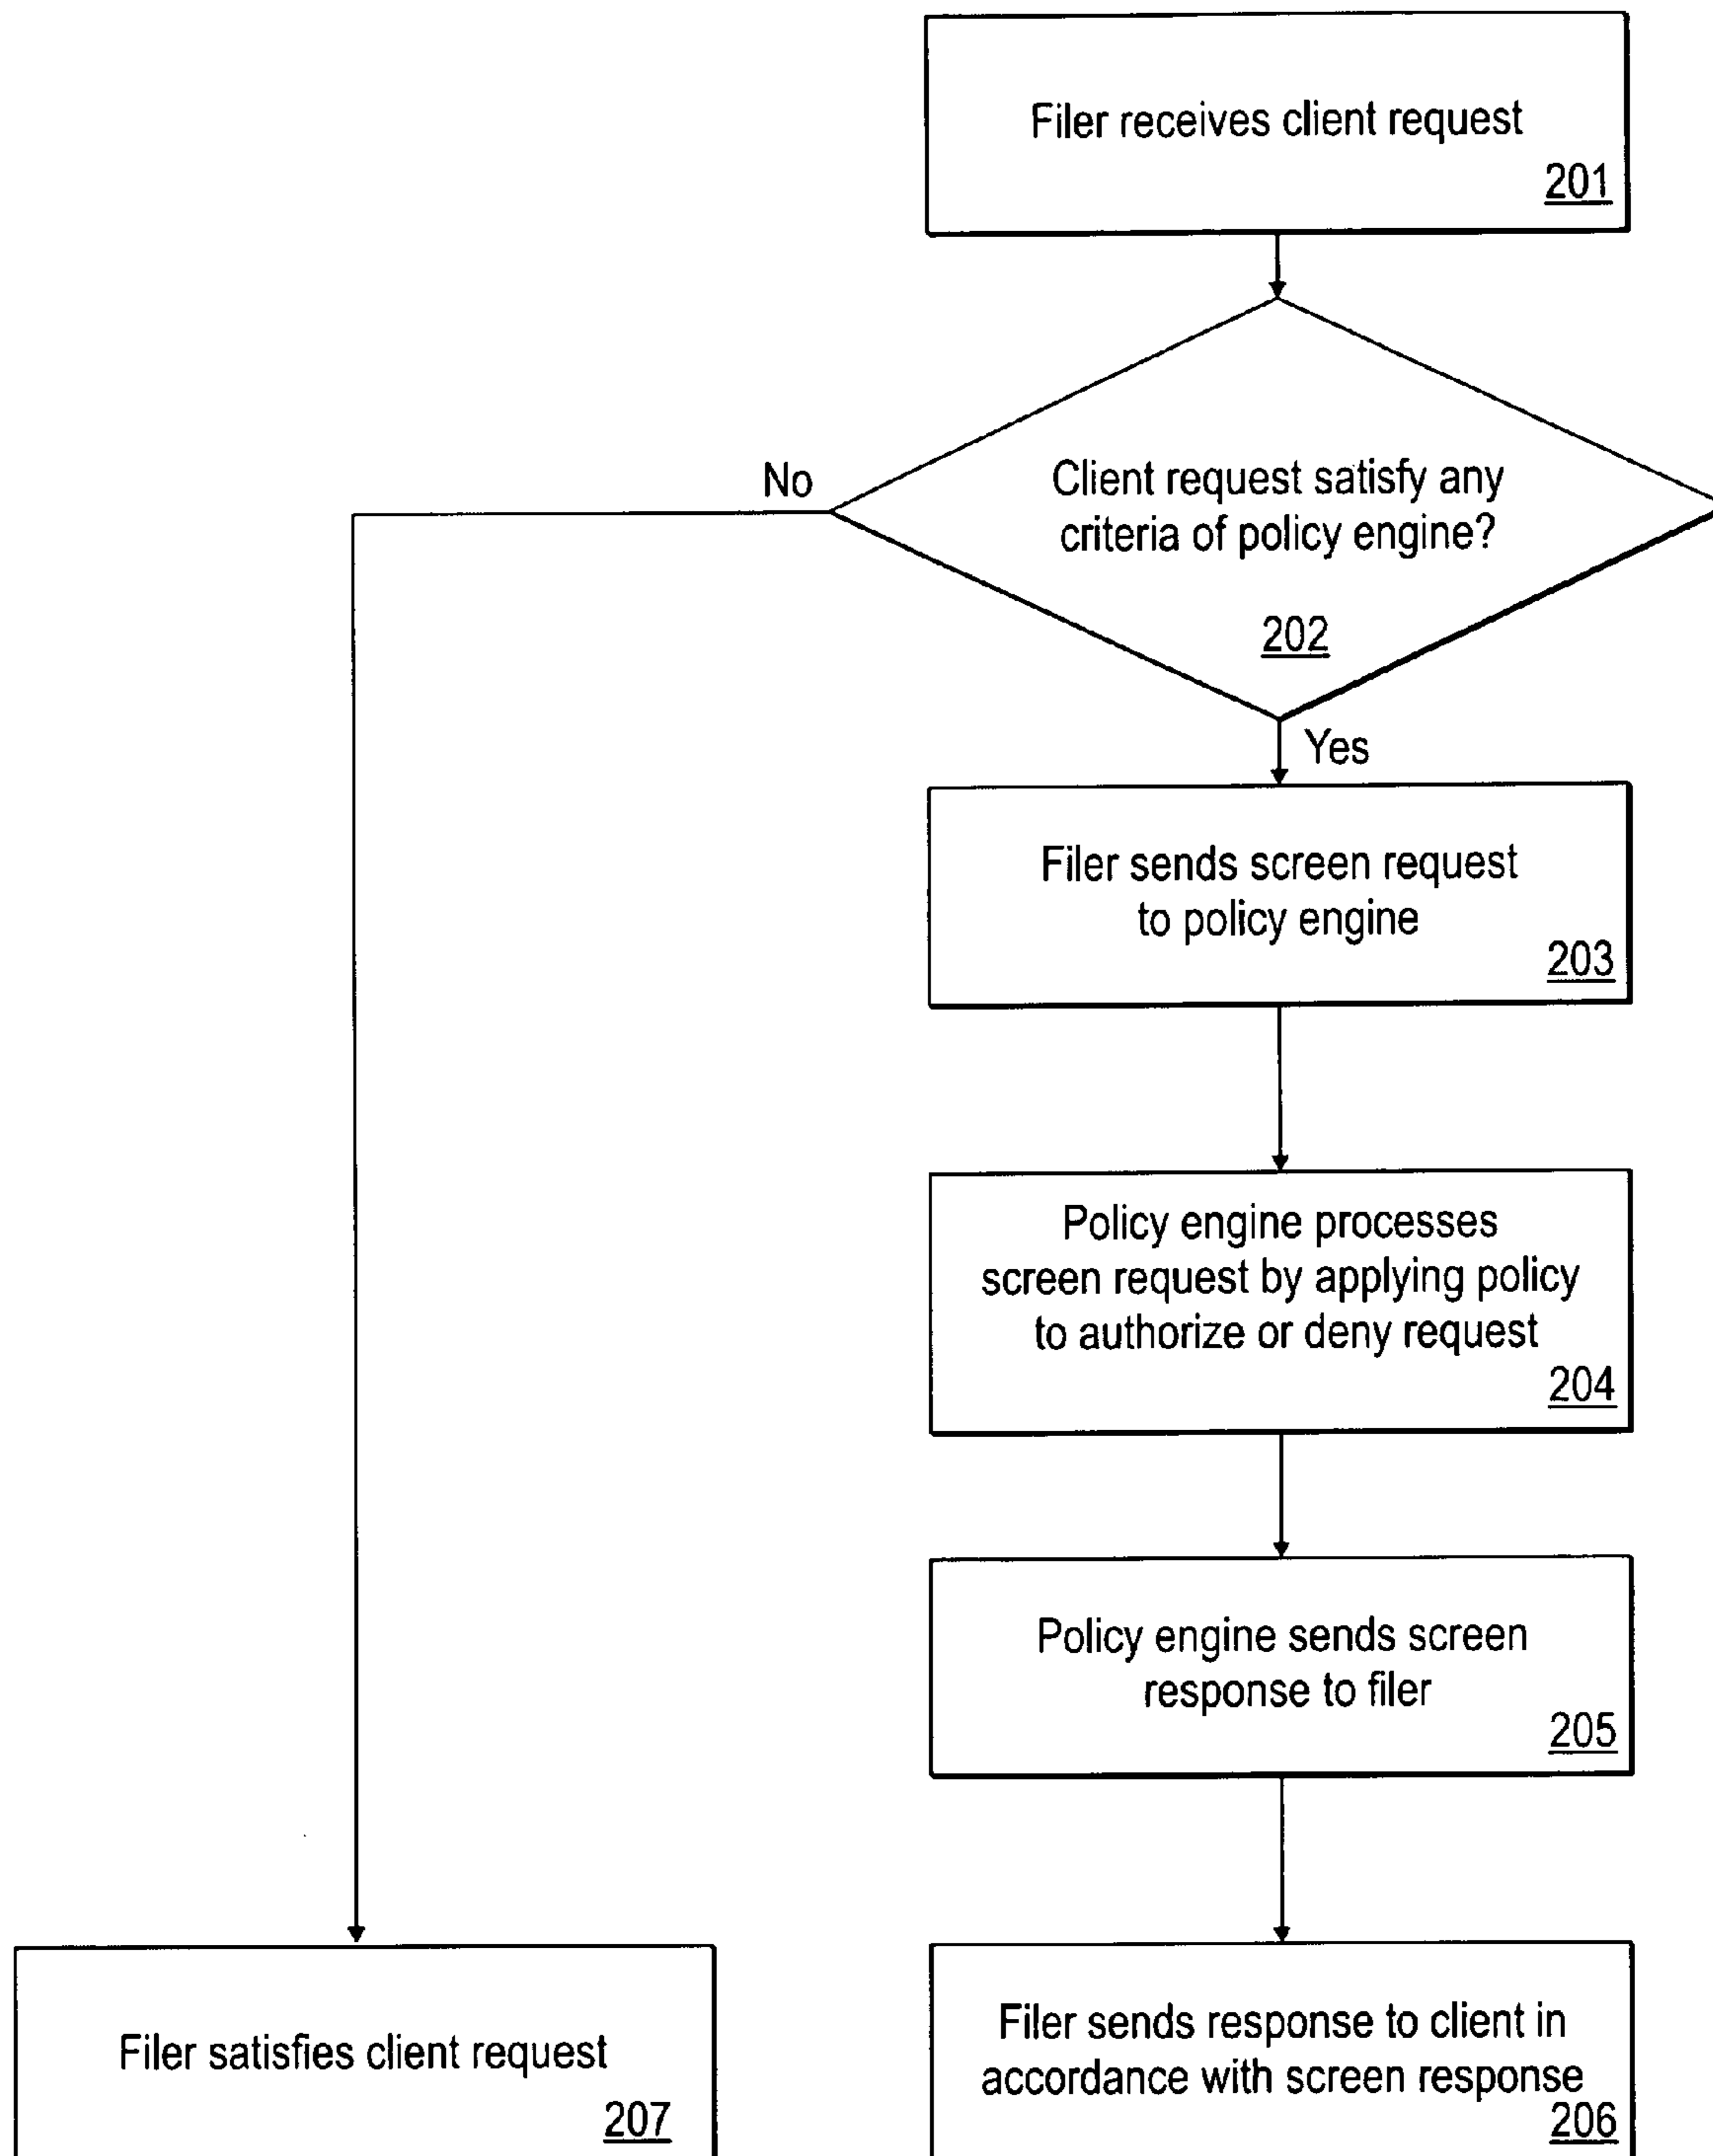 Filer receives client request
201
Client request satisfy any
criteria of policy engine?
202
No
Yes
Filer sends screen request
to policy engine
203
Policy engine processes
screen request by applying policy
to authorize or deny request
204
Policy engine sends screen
response to filer
205
Filer satisfies client request
207
Filer sends response to client in
accordance with screen response
206